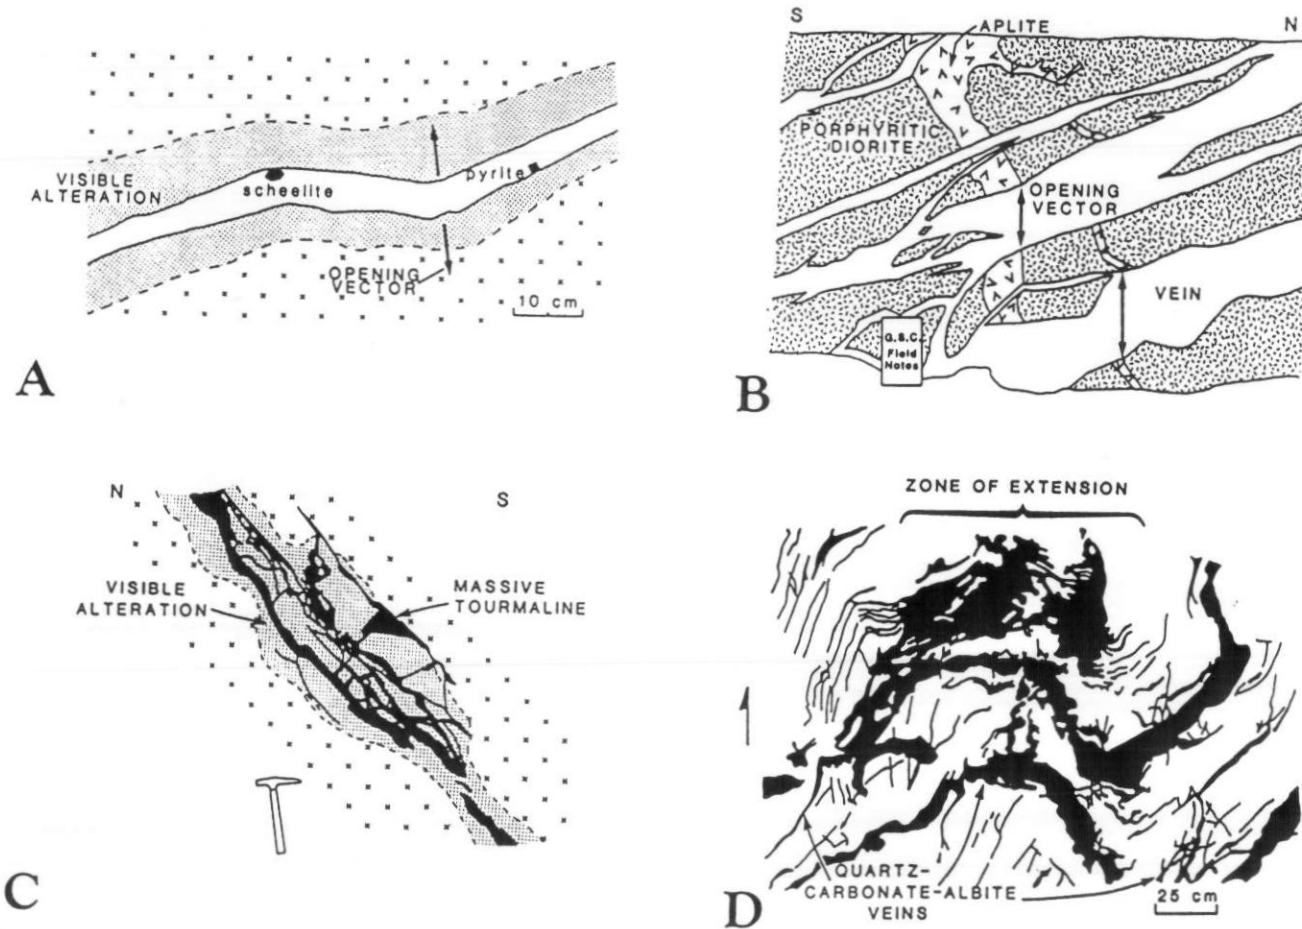 VISIBLE
ALTERATION
scheelite
pyrite
OPENING
VECTOR
10 cm
A
S
N
APLITE
PORPHYRITIC
DIORITE
OPENING
VECTOR
VEIN
G.S.C.
Field
Notes
B
N
S
VISIBLE
ALTERATION
MASSIVE
TOURMALINE
C
ZONE OF EXTENSION
QUARTZ-
CARBONATE-ALBITE
VEINS
25 cm
D